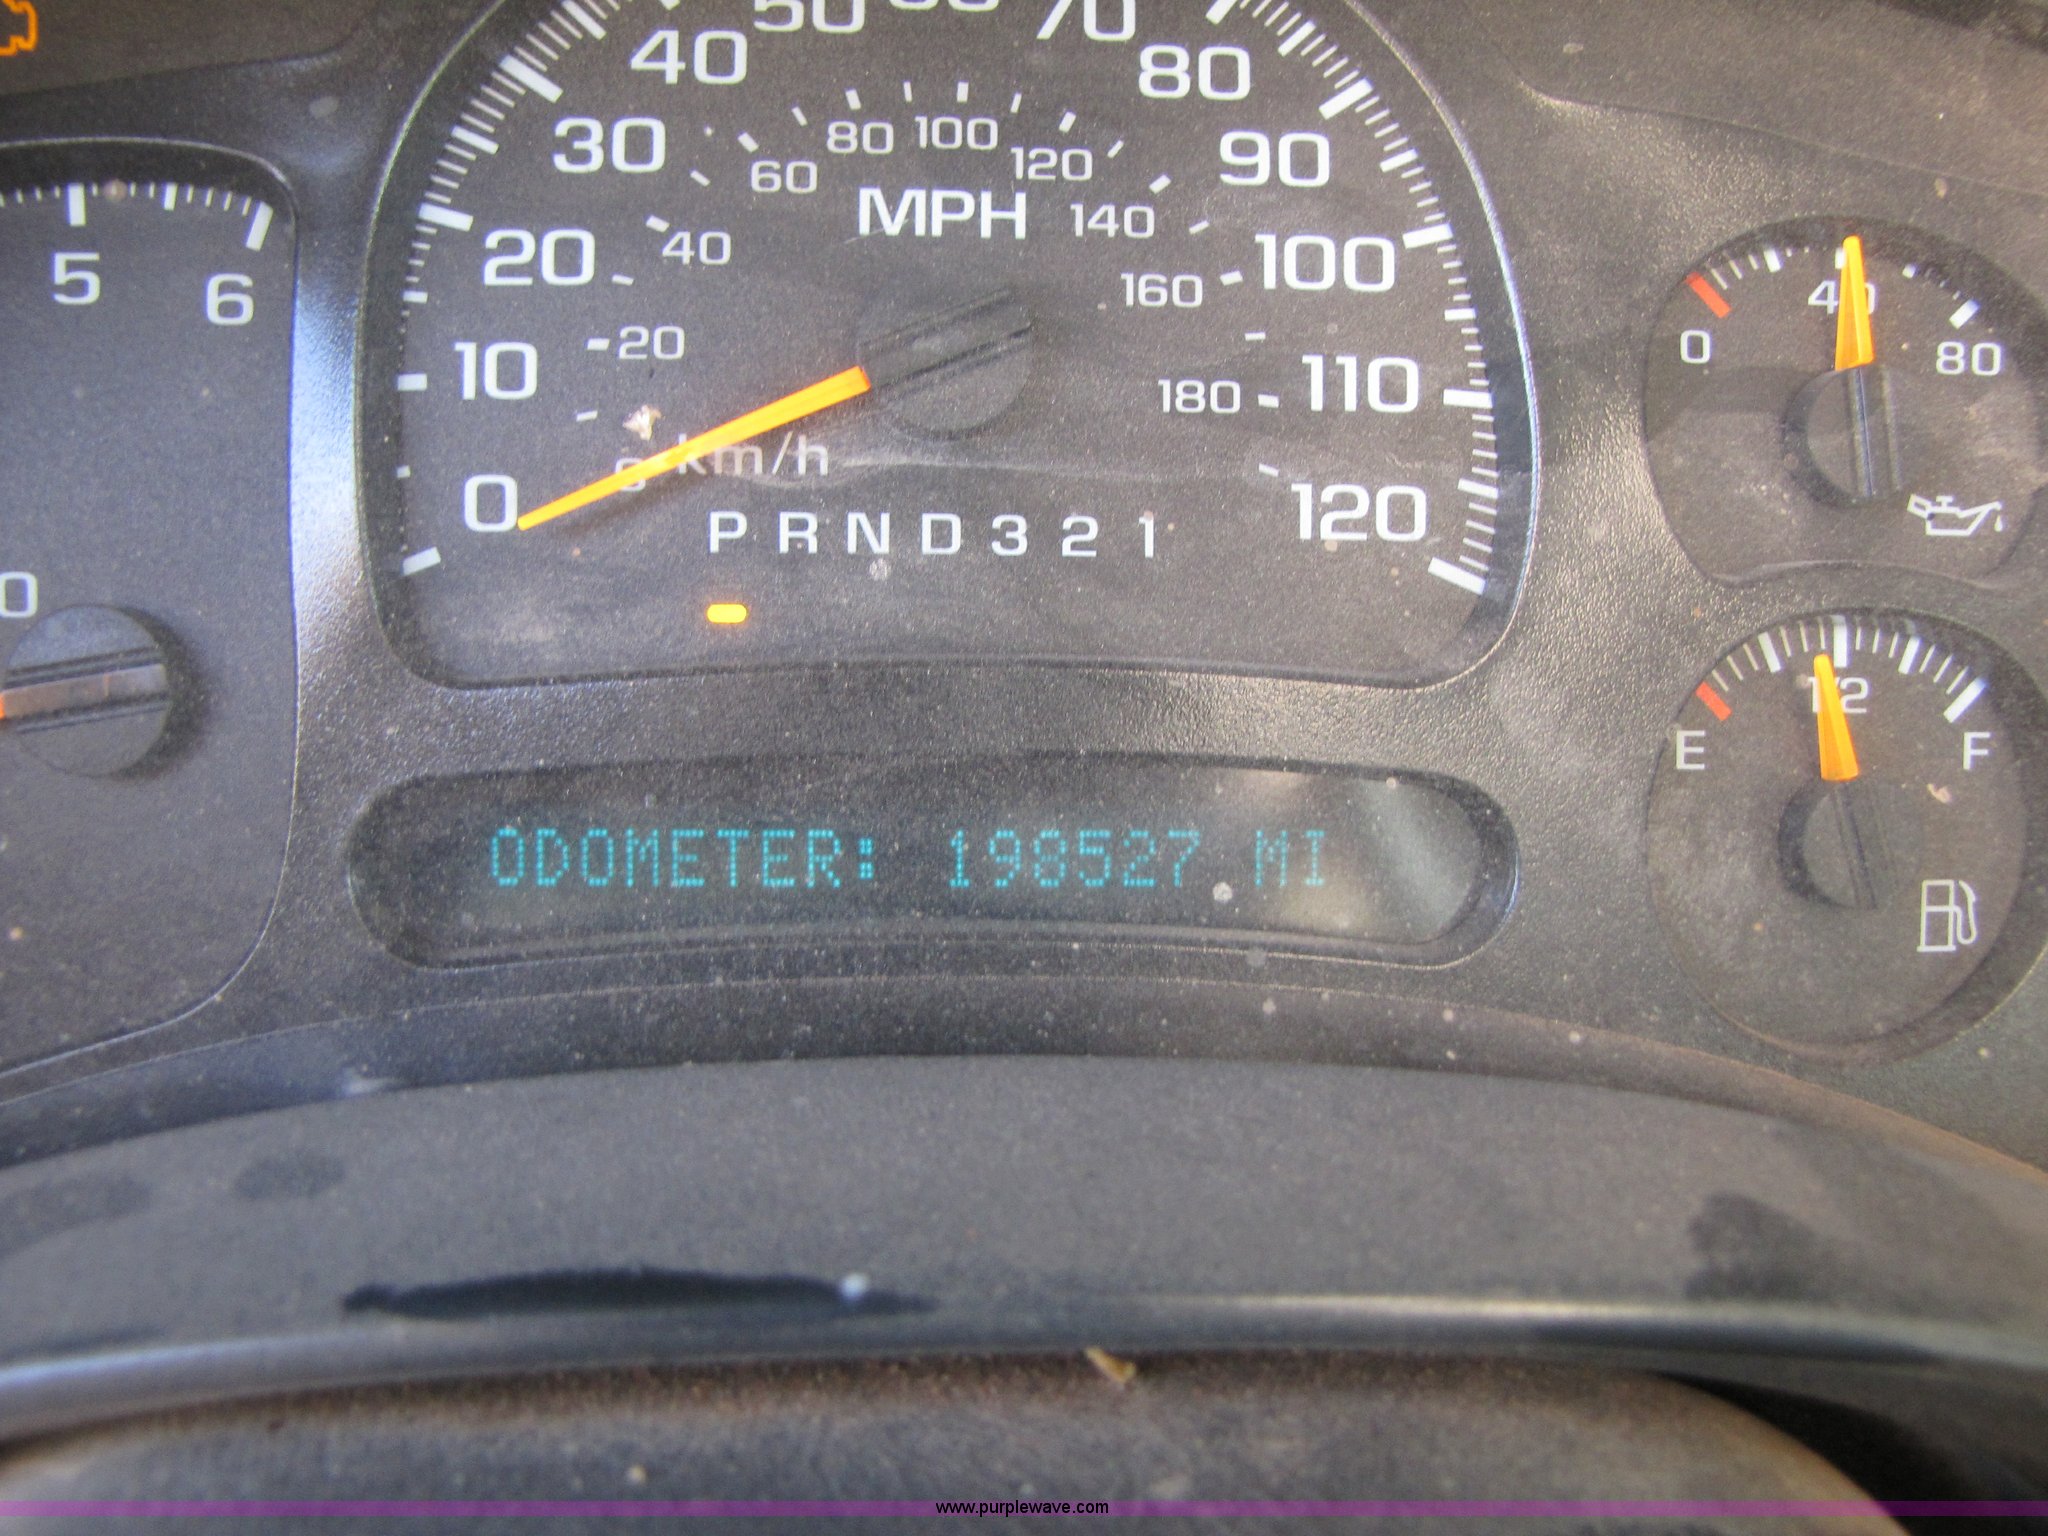 50 60 70
40 80
30 90
20 100
10 110
0 120
80 100 120
60 140
40 160
20 180
MPH
km/h
P R N D 3 2 1
5 6
0
0 40 80
E 1/2 F
ODOMETER: 198527 MI
www.purplewave.com